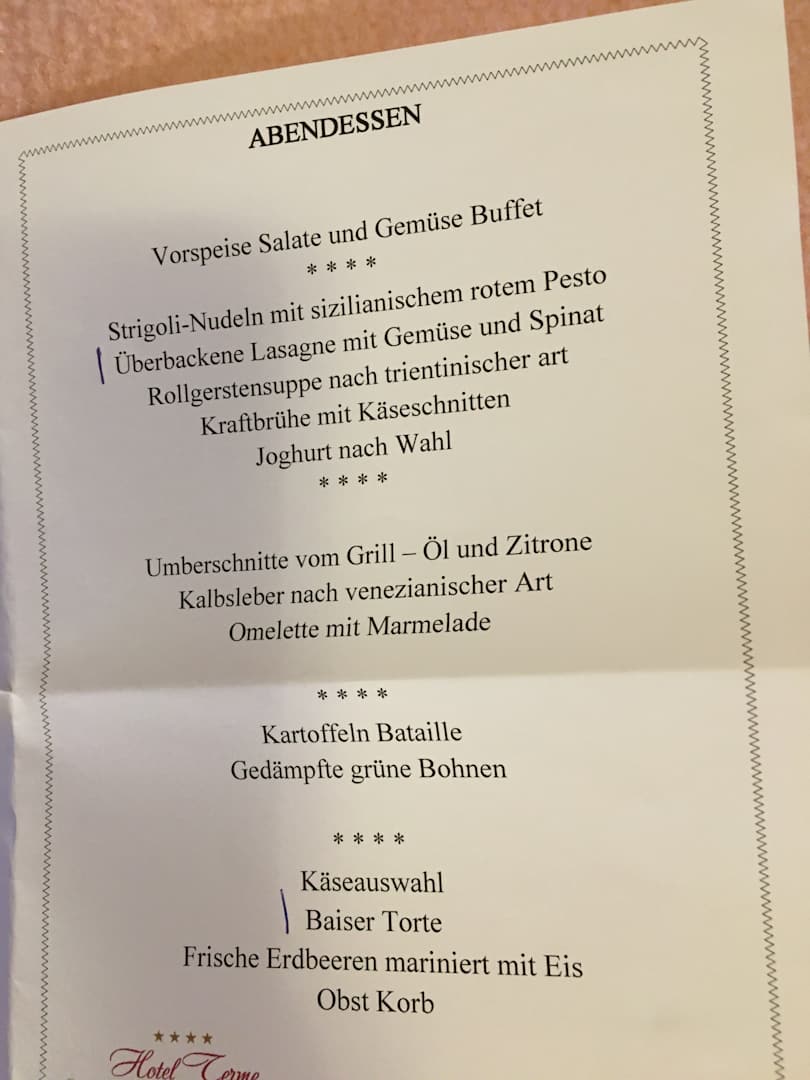 ABENDESSEN
Vorspeise Salate und Gemüse Buffet
* * * *
Strigoli-Nudeln mit sizilianischem rotem Pesto
Überbackene Lasagne mit Gemüse und Spinat
Rollgerstensuppe nach trientinischer art
Kraftbrühe mit Käseschnitten
Joghurt nach Wahl
* * * *
Umberschnitte vom Grill – Öl und Zitrone
Kalbsleber nach venezianischer Art
Omelette mit Marmelade
* * * *
Kartoffeln Bataille
Gedämpfte grüne Bohnen
* * * *
Käseauswahl
Baiser Torte
Frische Erdbeeren mariniert mit Eis
Obst Korb
★★★★
Hotel Terme